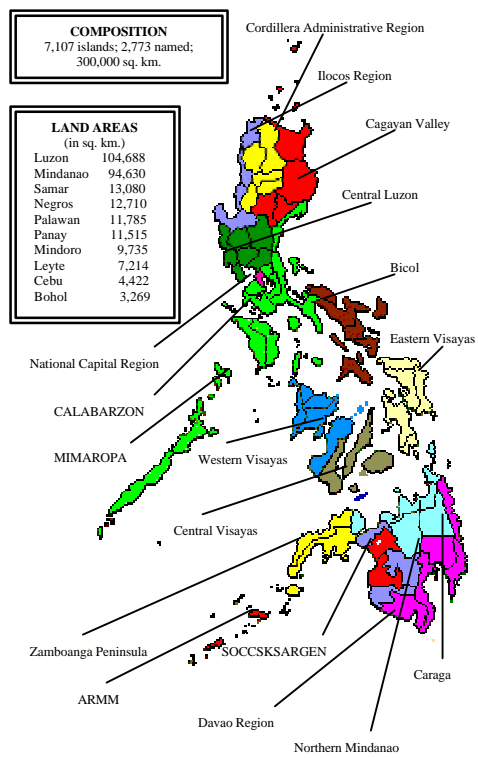 COMPOSITION
7,107 islands; 2,773 named;
300,000 sq. km.
LAND AREAS
(in sq. km.)
Luzon 104,688
Mindanao 94,630
Samar 13,080
Negros 12,710
Palawan 11,785
Panay 11,515
Mindoro 9,735
Leyte 7,214
Cebu 4,422
Bohol 3,269
Cordillera Administrative Region
Ilocos Region
Cagayan Valley
Central Luzon
Bicol
Eastern Visayas
National Capital Region
CALABARZON
MIMAROPA
Western Visayas
Central Visayas
Zamboanga Peninsula
SOCCSKSARGEN
Caraga
ARMM
Davao Region
Northern Mindanao